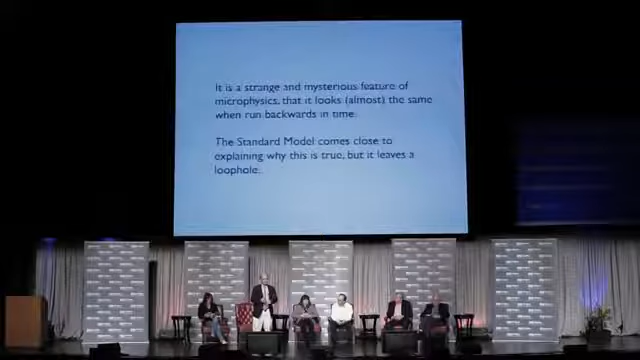 It is a strange and mysterious feature of
microphysics, that it looks (almost) the same
when run backwards in time.
The Standard Model comes close to
explaining why this is true, but it leaves a
loophole.